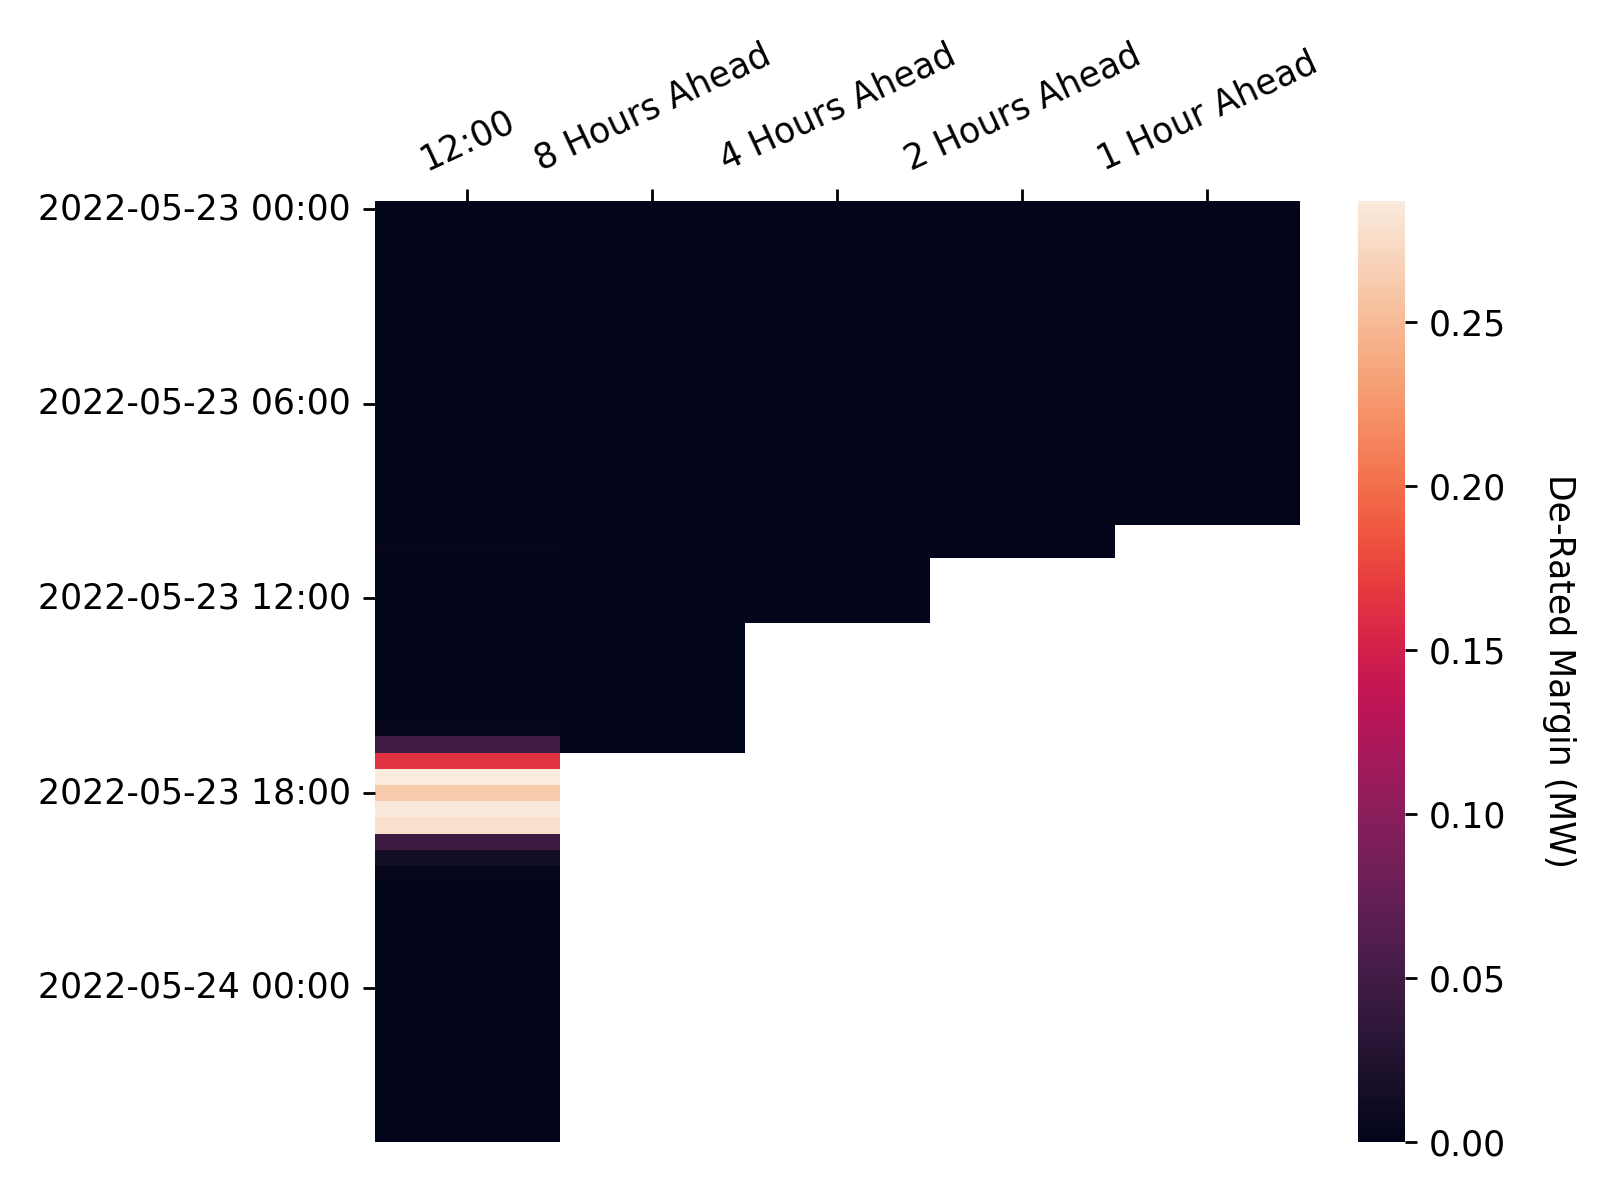 12:00
8 Hours Ahead
4 Hours Ahead
2 Hours Ahead
1 Hour Ahead
2022-05-23 00:00
2022-05-23 06:00
2022-05-23 12:00
2022-05-23 18:00
2022-05-24 00:00
0.25
0.20
0.15
0.10
0.05
0.00
De-Rated Margin (MW)